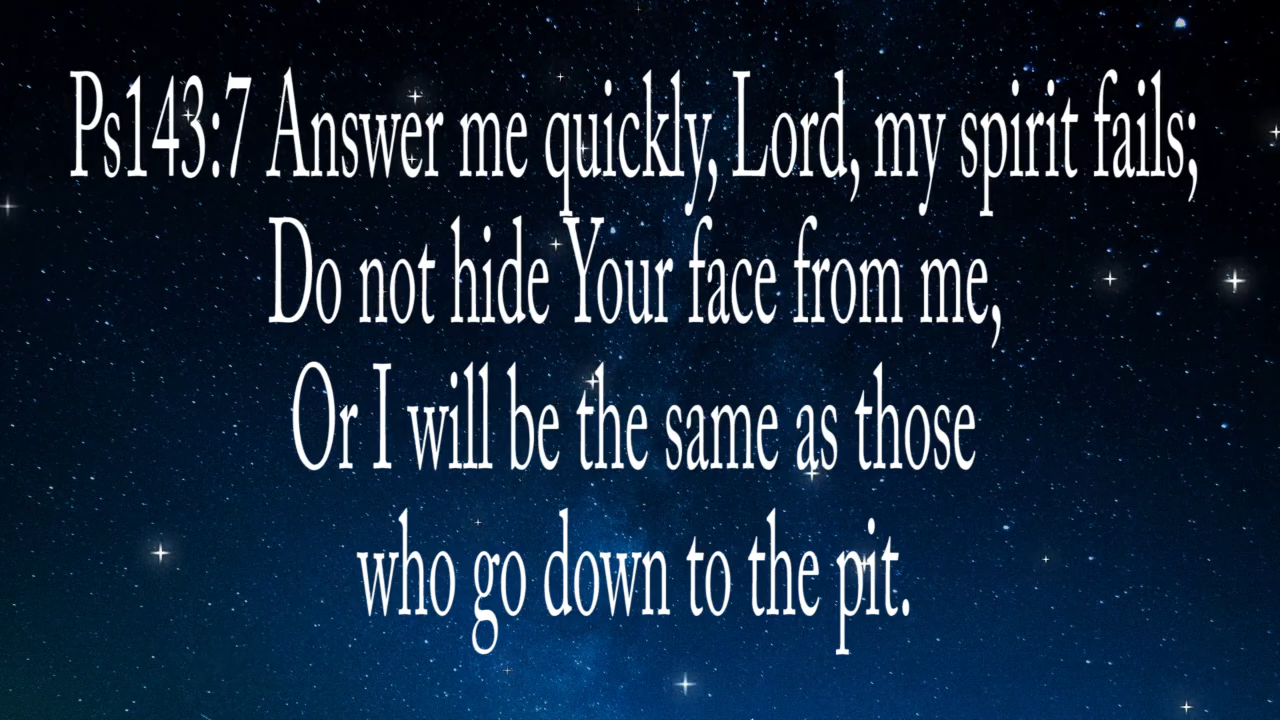 Ps143:7 Answer me quickly, Lord, my spirit fails;
Do not hide Your face from me,
Or I will be the same as those
who go down to the pit.